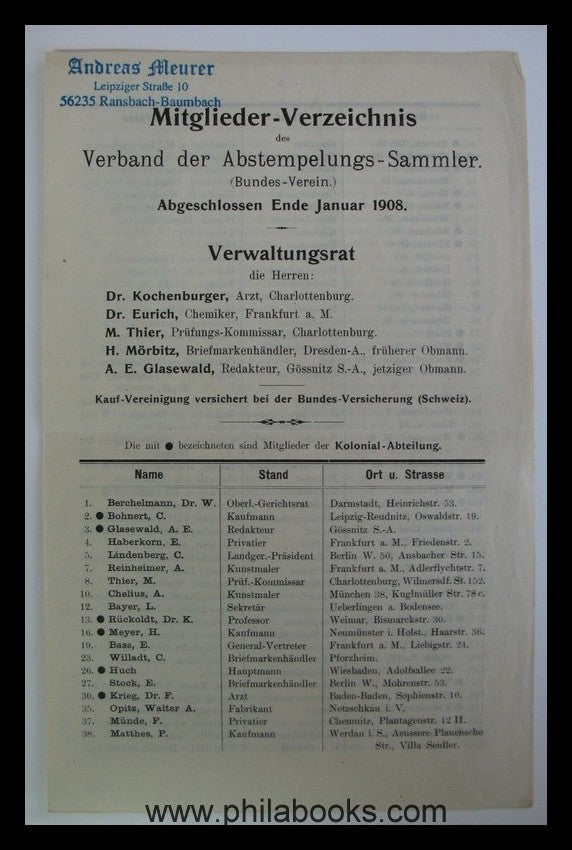 Andreas Meurer
Leipziger Straße 10
56235 Ransbach-Baumbach
Mitglieder-Verzeichnis
des
Verband der Abstempelungs-Sammler.
(Bundes-Verein.)
Abgeschlossen Ende Januar 1908.
Verwaltungsrat
die Herren:
Dr. Kochenburger, Arzt, Charlottenburg.
Dr. Eurich, Chemiker, Frankfurt a. M.
M. Thier, Prüfungs-Kommissar, Charlottenburg.
H. Mörbitz, Briefmarkenhändler, Dresden-A., früherer Obmann.
A. E. Glasewald, Redakteur, Gössnitz S.-A., jetziger Obmann.
Kauf-Vereinigung versichert bei der Bundes-Versicherung (Schweiz).
Die mit ● bezeichneten sind Mitglieder der Kolonial-Abteilung.
Name Stand Ort u. Strasse
1. Berchelmann, Dr. W. Oberl.-Gerichtsrat Darmstadt, Heinrichstr. 53.
2. ● Bohnert, C. Kaufmann Leipzig-Reudnitz, Oswaldstr. 19.
3. ● Glasewald, A. E. Redakteur Gössnitz S.-A.
4. Haberkorn, E. Privatier Frankfurt a. M., Friedenstr. 2.
5. Lindenberg, C. Landger.-Präsident Berlin W. 50, Ansbacher Str. 15.
7. Reinheimer, A. Kunstmaler Frankfurt a. M., Adlerflychtstr. 7.
8. Thier, M. Prüf.-Kommissar Charlottenburg, Wilmersdf. St. 152.
10. Chelius, A. Kunstmaler München 38, Kuglmüller Str. 78 c.
12. Bayer, L. Sekretär Ueberlingen a. Bodensee.
13. ● Rückoldt, Dr. K. Professor Weimar, Bismarckstr. 30.
16. ● Meyer, H. Kaufmann Neumünster i. Holst., Haarstr. 36.
19. Bass, E. General-Vertreter Frankfurt a. M., Liebigstr. 24.
23. Willadt, C. Briefmarkenhändler Pforzheim.
26. ● Huch Hauptmann Wiesbaden, Adolfsallee 22.
27. Stock, E. Briefmarkenhändler Berlin W., Mohrenstr. 53.
30. ● Krieg, Dr. F. Arzt Baden-Baden, Sophienstr. 10.
35. Opitz, Walter A. Fabrikant Netzschkau i. V.
37. Münde, F. Privatier Chemnitz, Plantagenstr. 12 II.
38. Matthes, P. Kaufmann Werdau i. S., Aeussere Plauensche
Str., Villa Seidler.
www.philabooks.com